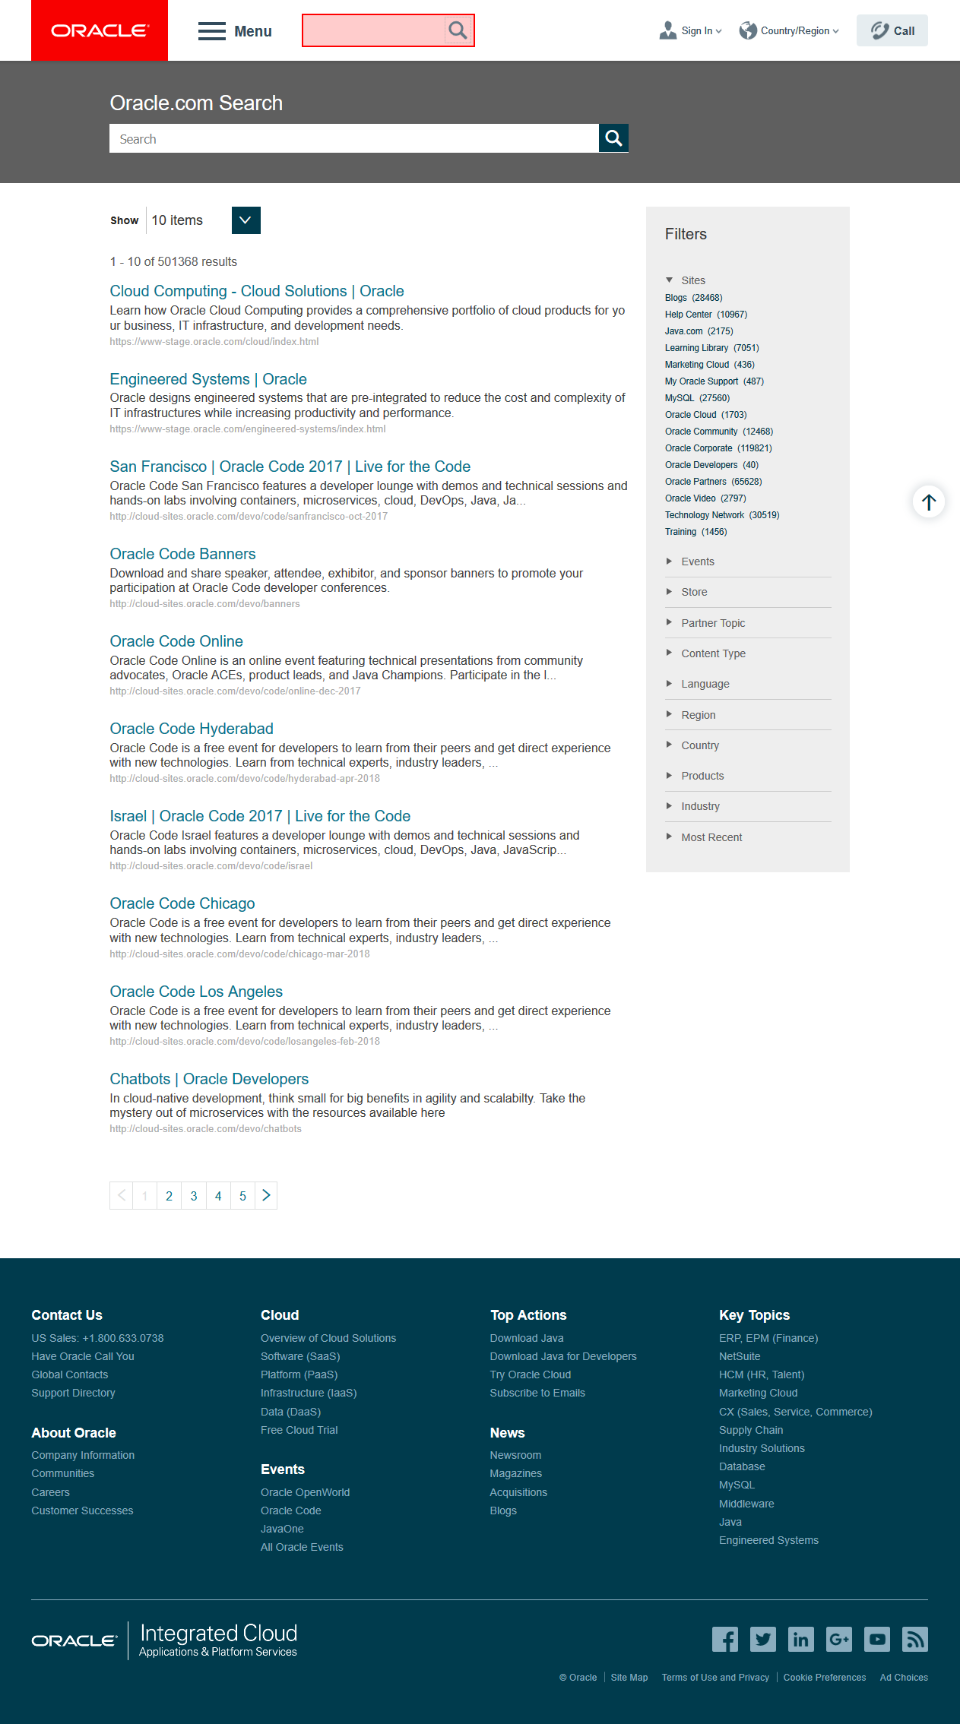 ORACLE
Menu
Sign In
Country/Region
Call
Oracle.com Search
Search
Show 10 items
1 - 10 of 501368 results
Cloud Computing - Cloud Solutions | Oracle
Learn how Oracle Cloud Computing provides a comprehensive portfolio of cloud products for yo
ur business, IT infrastructure, and development needs.
https://www-stage.oracle.com/cloud/index.html
Engineered Systems | Oracle
Oracle designs engineered systems that are pre-integrated to reduce the cost and complexity of
IT infrastructures while increasing productivity and performance.
https://www-stage.oracle.com/engineered-systems/index.html
San Francisco | Oracle Code 2017 | Live for the Code
Oracle Code San Francisco features a developer lounge with demos and technical sessions and
hands-on labs involving containers, microservices, cloud, DevOps, Java, Ja...
http://cloud-sites.oracle.com/devo/code/sanfrancisco-oct-2017
Oracle Code Banners
Download and share speaker, attendee, exhibitor, and sponsor banners to promote your
participation at Oracle Code developer conferences.
http://cloud-sites.oracle.com/devo/banners
Oracle Code Online
Oracle Code Online is an online event featuring technical presentations from community
advocates, Oracle ACEs, product leads, and Java Champions. Participate in the l...
http://cloud-sites.oracle.com/devo/code/online-dec-2017
Oracle Code Hyderabad
Oracle Code is a free event for developers to learn from their peers and get direct experience
with new technologies. Learn from technical experts, industry leaders, ...
http://cloud-sites.oracle.com/devo/code/hyderabad-apr-2018
Israel | Oracle Code 2017 | Live for the Code
Oracle Code Israel features a developer lounge with demos and technical sessions and
hands-on labs involving containers, microservices, cloud, DevOps, Java, JavaScrip...
http://cloud-sites.oracle.com/devo/code/israel
Oracle Code Chicago
Oracle Code is a free event for developers to learn from their peers and get direct experience
with new technologies. Learn from technical experts, industry leaders, ...
http://cloud-sites.oracle.com/devo/code/chicago-mar-2018
Oracle Code Los Angeles
Oracle Code is a free event for developers to learn from their peers and get direct experience
with new technologies. Learn from technical experts, industry leaders, ...
http://cloud-sites.oracle.com/devo/code/losangeles-feb-2018
Chatbots | Oracle Developers
In cloud-native development, think small for big benefits in agility and scalabilty. Take the
mystery out of microservices with the resources available here
http://cloud-sites.oracle.com/devo/chatbots
1 2 3 4 5
Filters
Sites
Blogs (28468)
Help Center (10967)
Java.com (2175)
Learning Library (7051)
Marketing Cloud (436)
My Oracle Support (487)
MySQL (27560)
Oracle Cloud (1703)
Oracle Community (12468)
Oracle Corporate (119821)
Oracle Developers (40)
Oracle Partners (65628)
Oracle Video (2797)
Technology Network (30519)
Training (1456)
Events
Store
Partner Topic
Content Type
Language
Region
Country
Products
Industry
Most Recent
Contact Us
US Sales: +1.800.633.0738
Have Oracle Call You
Global Contacts
Support Directory
About Oracle
Company Information
Communities
Careers
Customer Successes
Cloud
Overview of Cloud Solutions
Software (SaaS)
Platform (PaaS)
Infrastructure (IaaS)
Data (DaaS)
Free Cloud Trial
Events
Oracle OpenWorld
Oracle Code
JavaOne
All Oracle Events
Top Actions
Download Java
Download Java for Developers
Try Oracle Cloud
Subscribe to Emails
News
Newsroom
Magazines
Acquisitions
Blogs
Key Topics
ERP, EPM (Finance)
NetSuite
HCM (HR, Talent)
Marketing Cloud
CX (Sales, Service, Commerce)
Supply Chain
Industry Solutions
Database
MySQL
Middleware
Java
Engineered Systems
ORACLE
Integrated Cloud
Applications & Platform Services
© Oracle | Site Map Terms of Use and Privacy | Cookie Preferences Ad Choices